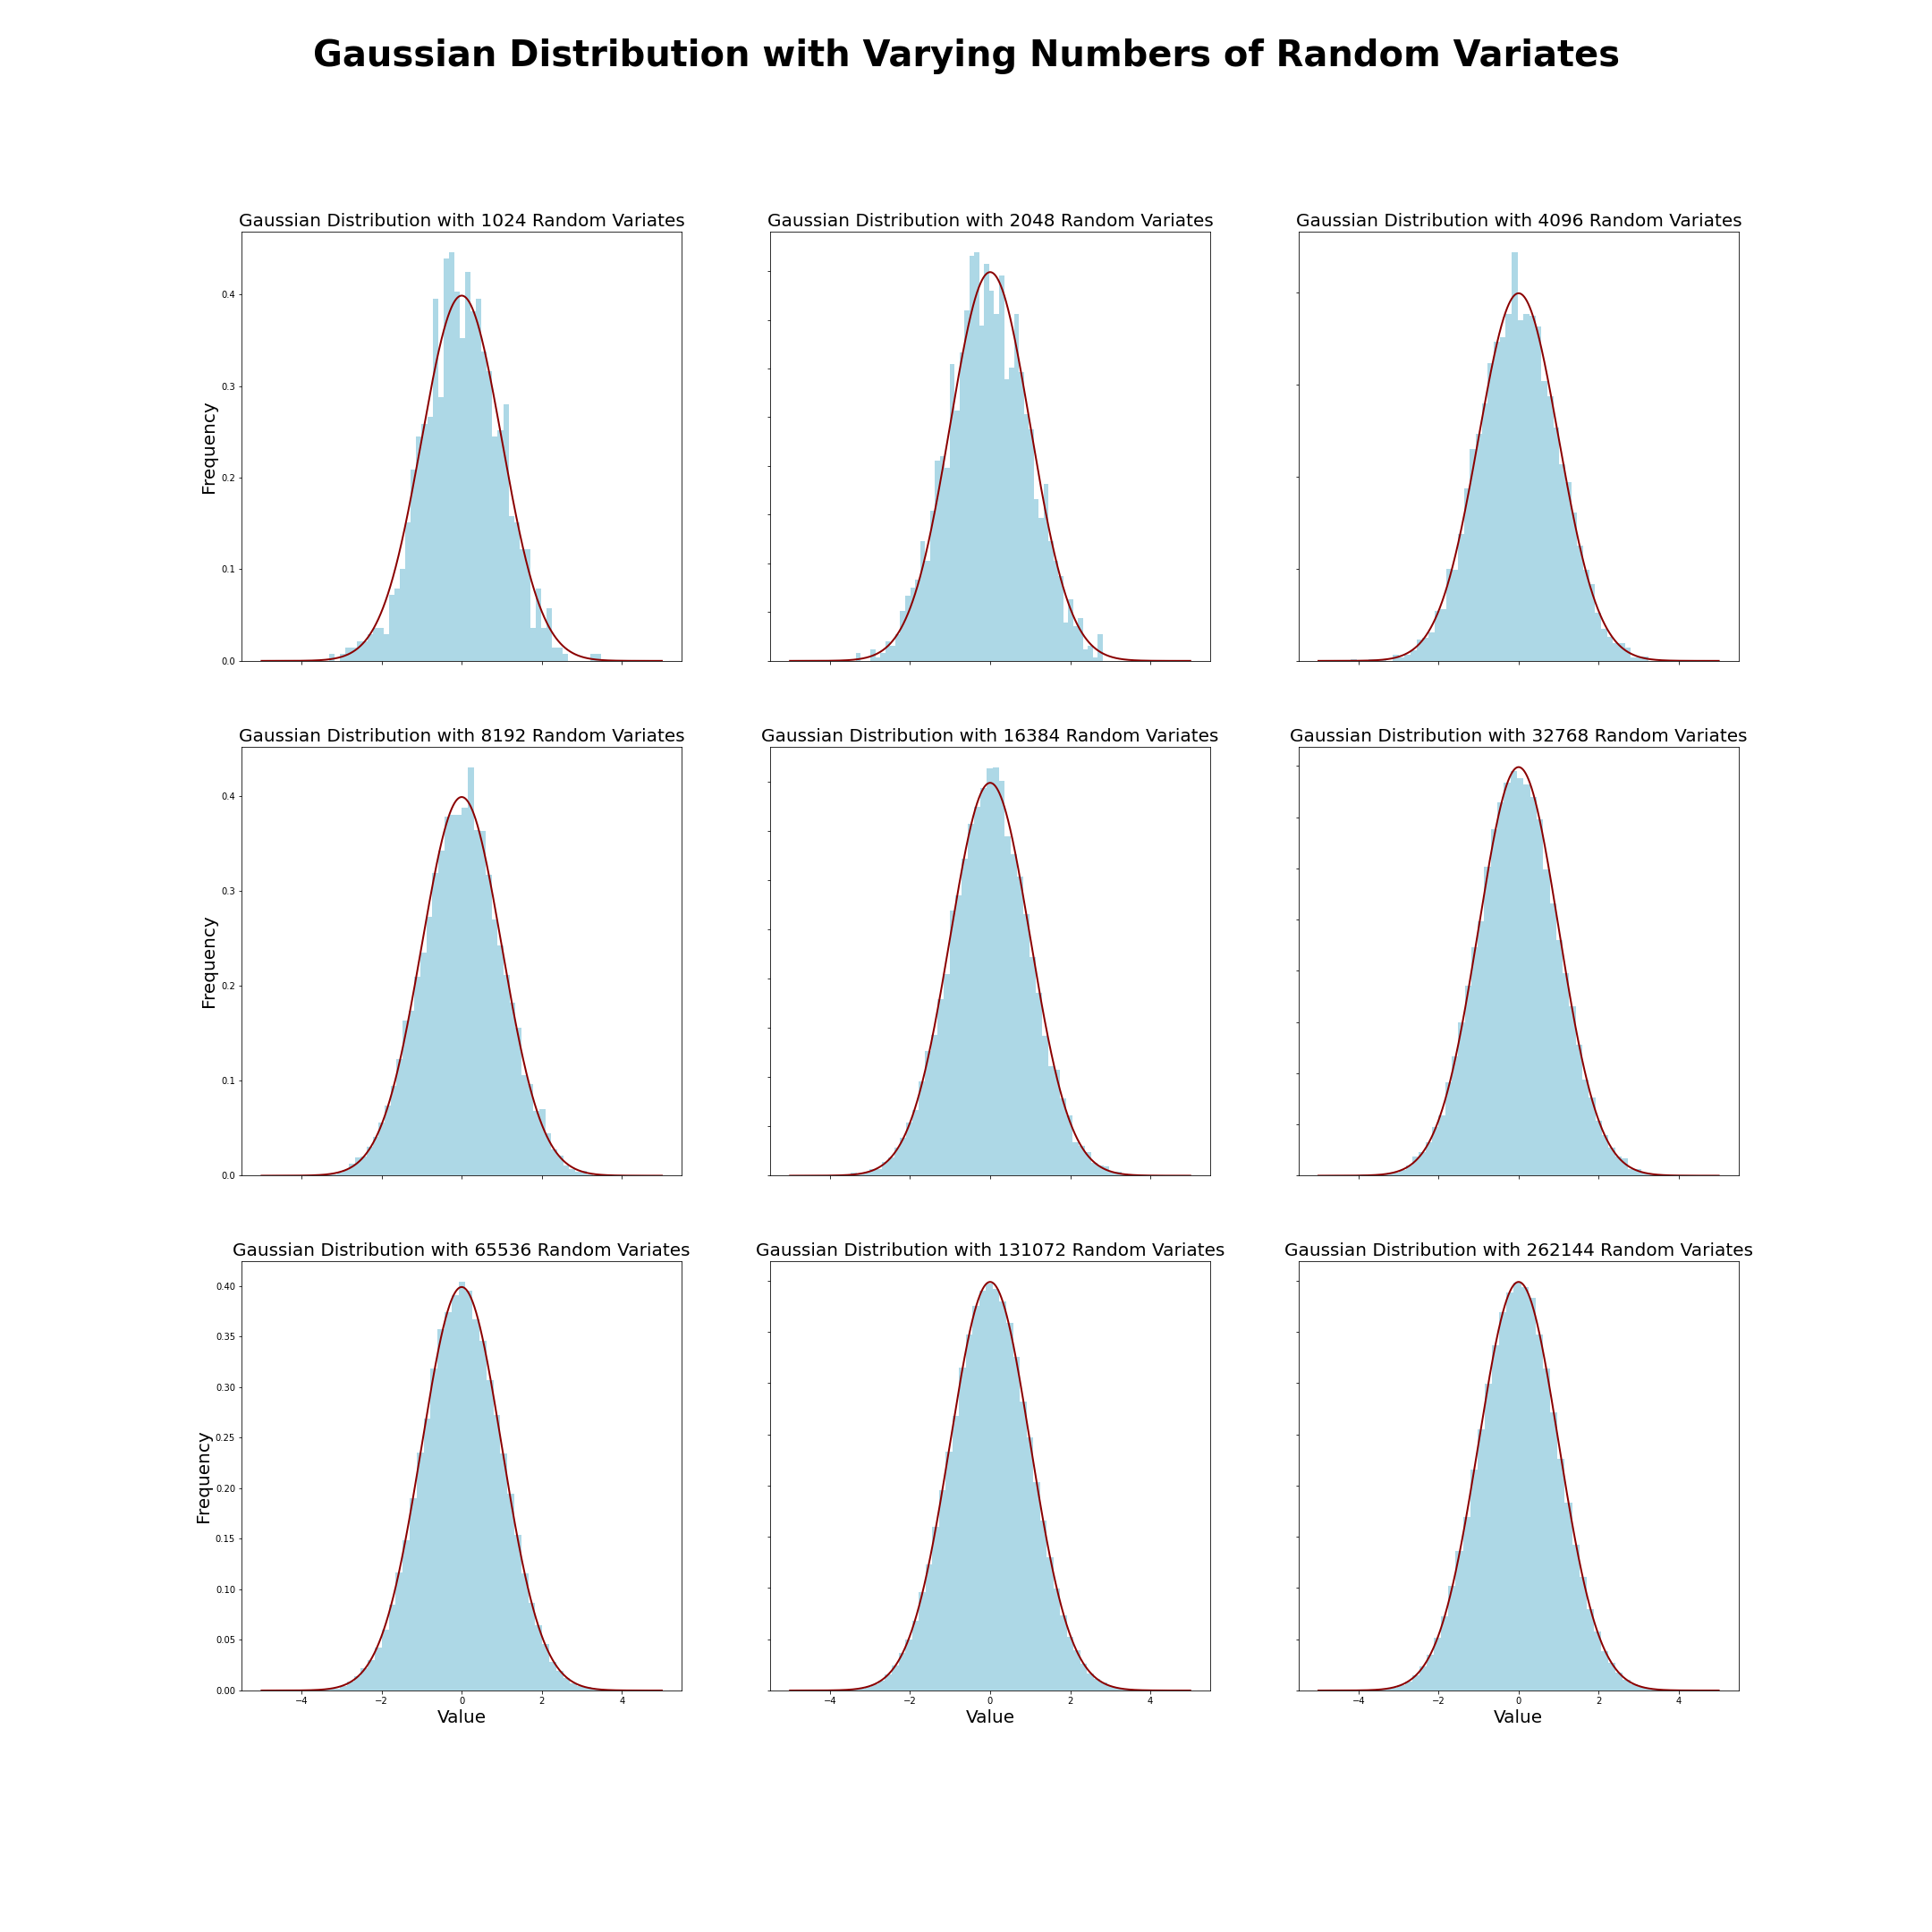 Gaussian Distribution with Varying Numbers of Random Variates
Gaussian Distribution with 1024 Random Variates
Gaussian Distribution with 2048 Random Variates
Gaussian Distribution with 4096 Random Variates
0.4
0.3
0.2
0.1
0.0
Frequency
Gaussian Distribution with 8192 Random Variates
Gaussian Distribution with 16384 Random Variates
Gaussian Distribution with 32768 Random Variates
0.4
0.3
0.2
0.1
0.0
Frequency
Gaussian Distribution with 65536 Random Variates
Gaussian Distribution with 131072 Random Variates
Gaussian Distribution with 262144 Random Variates
0.40
0.35
0.30
0.25
0.20
0.15
0.10
0.05
0.00
Frequency
−4 −2 0 2 4
Value
−4 −2 0 2 4
Value
−4 −2 0 2 4
Value